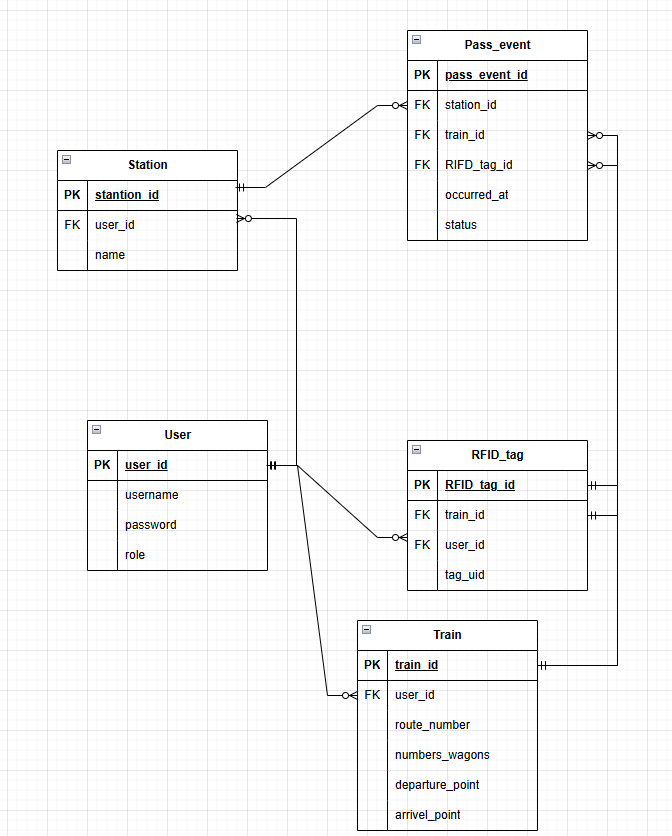 Pass_event
PK pass_event_id
FK station_id
FK train_id
FK RIFD_tag_id
occurred_at
status
Station
PK stantion_id
FK user_id
name
User
PK user_id
username
password
role
RFID_tag
PK RFID_tag_id
FK train_id
FK user_id
tag_uid
Train
PK train_id
FK user_id
route_number
numbers_wagons
departure_point
arrivel_point